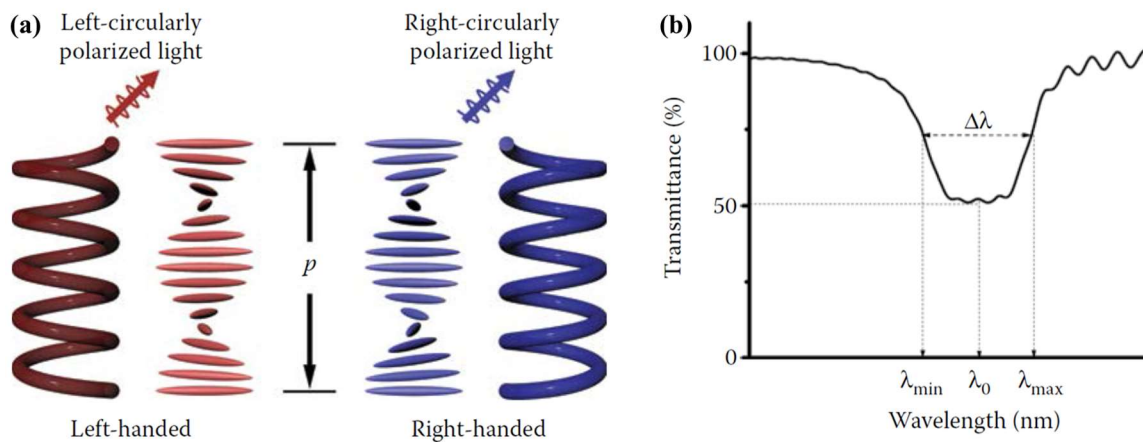 (a)
Left-circularly
polarized light
Right-circularly
polarized light
p
Left-handed
Right-handed
(b)
100
50
0
Transmittance (%)
Δλ
λmin
λ0
λmax
Wavelength (nm)